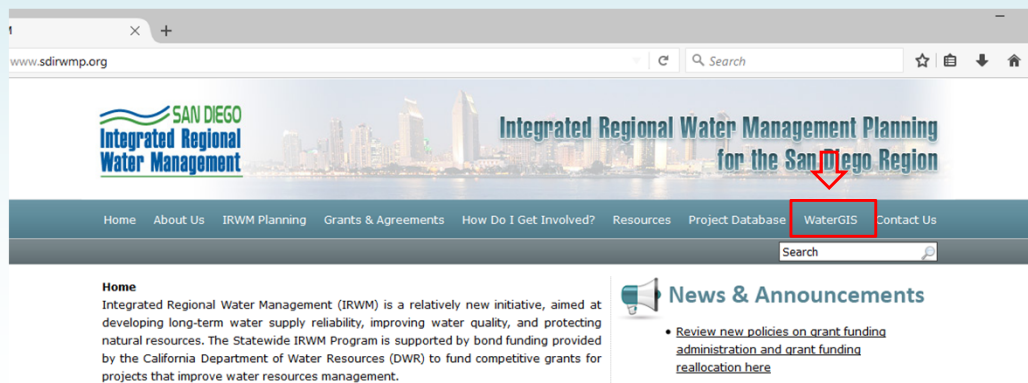 www.sdirwmp.org
Search
SAN DIEGO
Integrated Regional
Water Management
Integrated Regional Water Management Planning
for the San Diego Region
Home About Us IRWM Planning Grants & Agreements How Do I Get Involved? Resources Project Database WaterGIS Contact Us
Search
Home
Integrated Regional Water Management (IRWM) is a relatively new initiative, aimed at
developing long-term water supply reliability, improving water quality, and protecting
natural resources. The Statewide IRWM Program is supported by bond funding provided
by the California Department of Water Resources (DWR) to fund competitive grants for
projects that improve water resources management.
News & Announcements
• Review new policies on grant funding
administration and grant funding
reallocation here